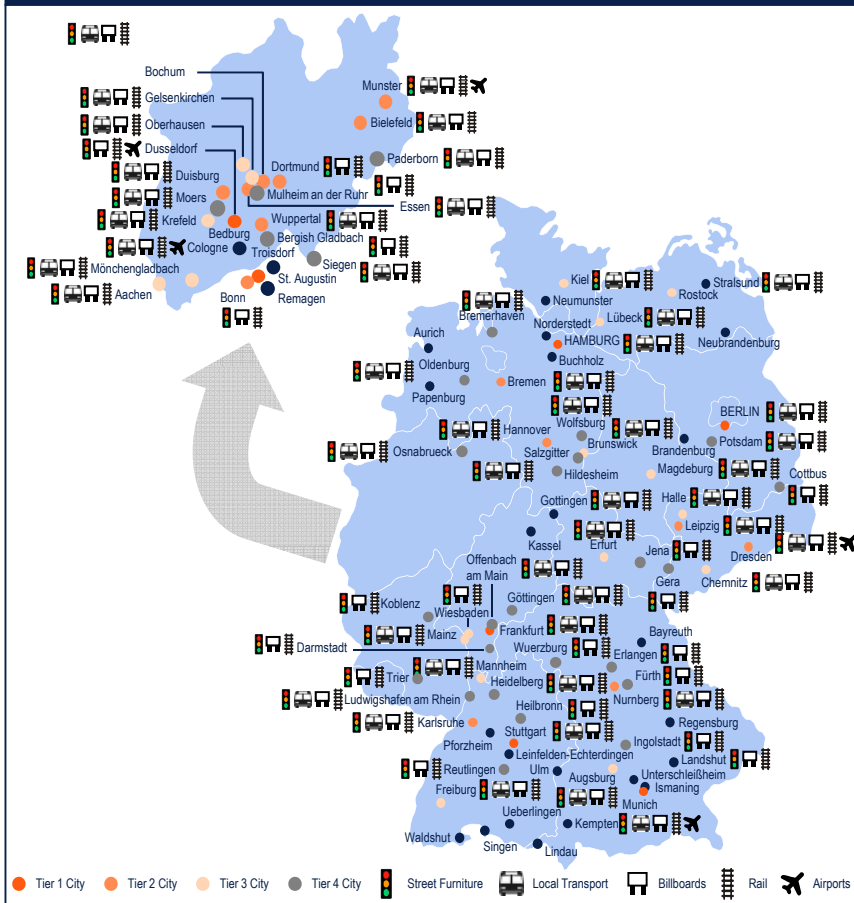 Bochum
Munster
Gelsenkirchen
Oberhausen
Bielefeld
Dusseldorf
Dortmund
Paderborn
Duisburg
Moers
Mulheim an der Ruhr
Essen
Krefeld
Wuppertal
Bedburg
Bergish Gladbach
Cologne
Troisdorf
Siegen
Mönchengladbach
St. Augustin
Aachen
Bonn
Remagen
Kiel
Stralsund
Rostock
Neumunster
Bremerhaven
Norderstedt
Lübeck
Aurich
HAMBURG
Neubrandenburg
Buchholz
Oldenburg
Bremen
Papenburg
BERLIN
Wolfsburg
Hannover
Brunswick
Brandenburg
Potsdam
Osnabrueck
Salzgitter
Hildesheim
Magdeburg
Cottbus
Gottingen
Halle
Leipzig
Kassel
Erfurt
Jena
Dresden
Offenbach
am Main
Gera
Chemnitz
Koblenz
Göttingen
Wiesbaden
Mainz
Frankfurt
Bayreuth
Darmstadt
Wuerzburg
Erlangen
Mannheim
Trier
Heidelberg
Fürth
Ludwigshafen am Rhein
Nurnberg
Heilbronn
Karlsruhe
Stuttgart
Regensburg
Pforzheim
Ingolstadt
Leinfelden-Echterdingen
Landshut
Reutlingen
Ulm
Augsburg
Unterschleißheim
Ismaning
Freiburg
Munich
Ueberlingen
Kempten
Waldshut
Singen
Lindau
Tier 1 City
Tier 2 City
Tier 3 City
Tier 4 City
Street Furniture
Local Transport
Billboards
Rail
Airports